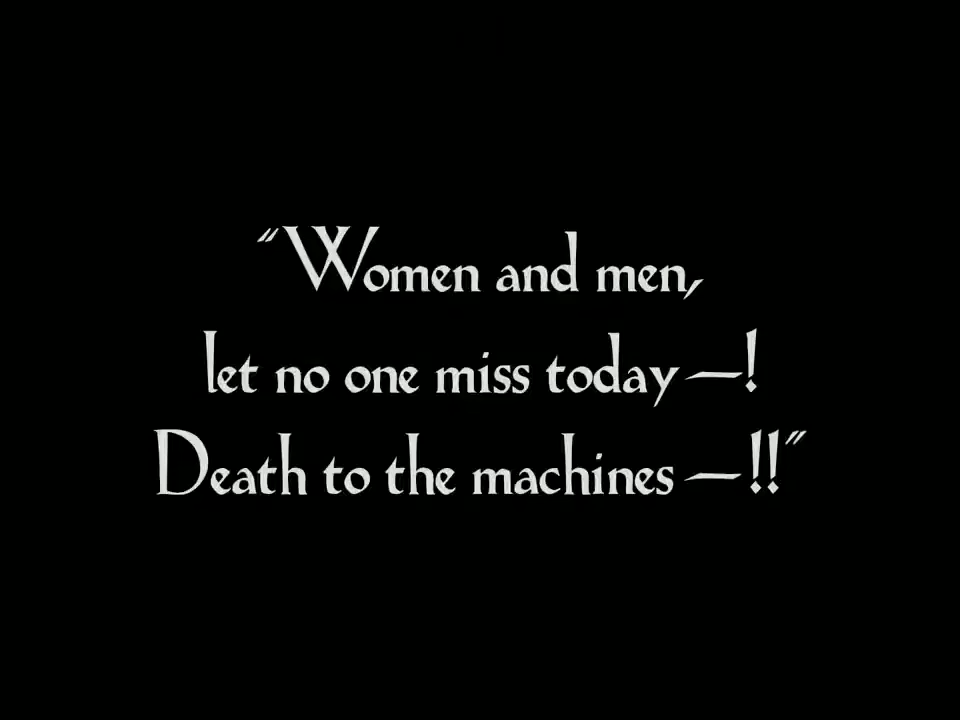 “Women and men,
let no one miss today —!
Death to the machines — !!”